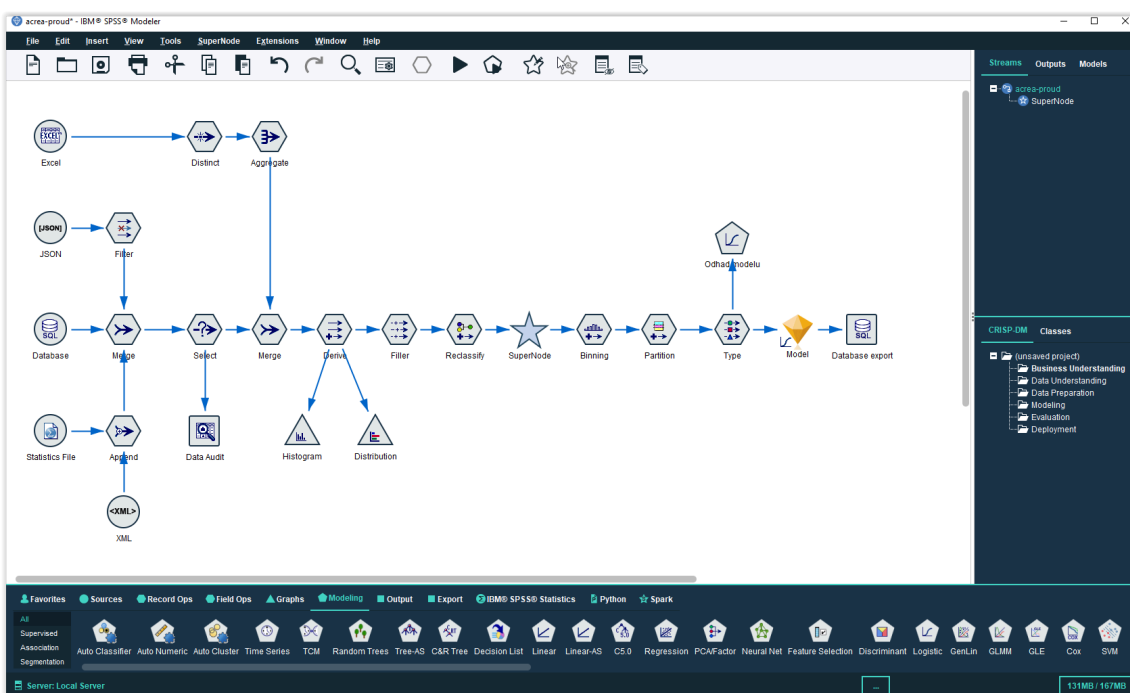 acrea-proud* - IBM® SPSS® Modeler
File Edit Insert View Tools SuperNode Extensions Window Help
Streams Outputs Models
acrea-proud
SuperNode
EXCEL
Excel
Distinct
Aggregate
[JSON]
JSON
Filter
Odhad modelu
SQL
Database
Merge
Select
Merge
Derive
Filler
Reclassify
SuperNode
Binning
Partition
Type
Model
SQL
Database export
Statistics File
Append
SQL
Data Audit
Histogram
Distribution
<XML>
XML
CRISP-DM Classes
(unsaved project)
Business Understanding
Data Understanding
Data Preparation
Modeling
Evaluation
Deployment
Favorites Sources Record Ops Field Ops Graphs Modeling Output Export IBM® SPSS® Statistics Python Spark
All
Supervised
Association
Segmentation
Auto Classifier Auto Numeric Auto Cluster Time Series TCM Random Trees Tree-AS C&R Tree Decision List Linear Linear-AS C5.0 Regression PCA/Factor Neural Net Feature Selection Discriminant Logistic GenLin GLMM GLE Cox SVM
Server: Local Server
...
131MB / 167MB